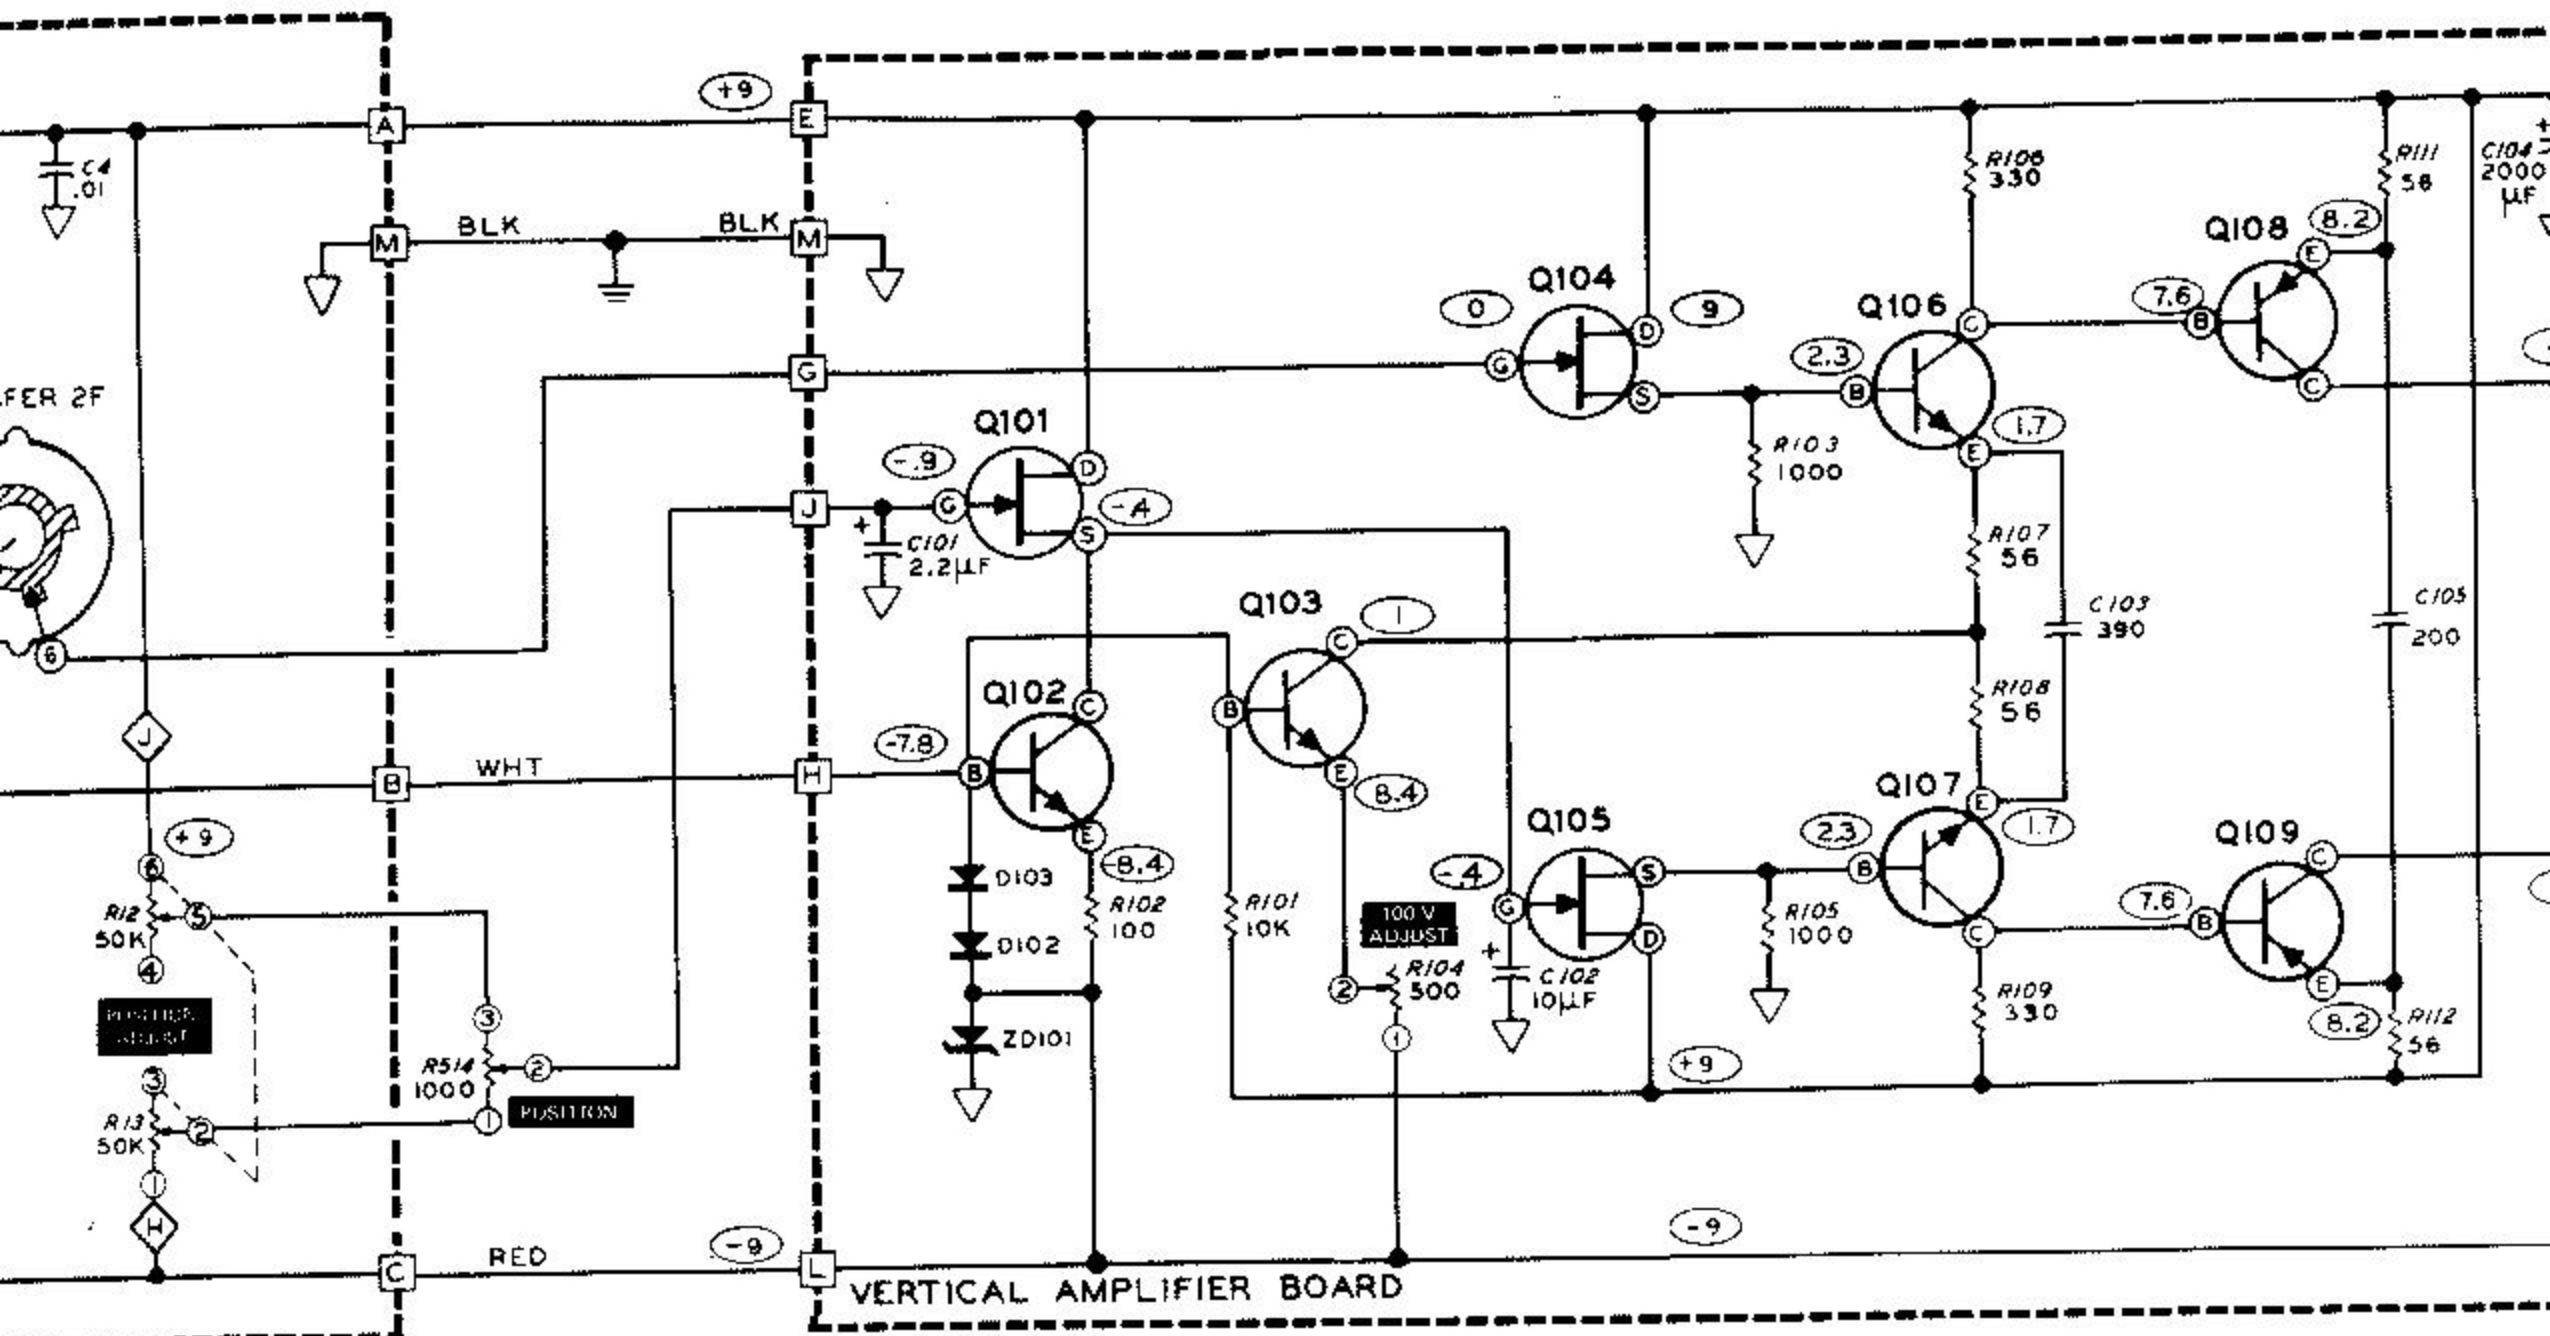 +9
A
E
C4
.01
R106
330
R111
56
C104
2000
µF
+
M
BLK
BLK
M
Q108
8.2
E
Q104
0
D
9
7.6
B
Q106
C
G
G
2.3
B
S
C
FER 2F
Q101
-.9
D
E
1.7
R103
1000
J
G
-.4
+
C101
2.2µF
S
R107
56
Q103
1
C
C103
390
C105
200
6
Q102
C
B
R108
56
J
-7.8
B
WHT
H
B
E
8.4
Q107
E
1.7
+9
Q105
2.3
B
Q109
C
E
-8.4
-.4
S
6
D103
R12
50K
5
R102
100
R101
10K
100 V
ADJUST
G
R105
1000
7.6
B
C
D102
D
4
2
R104
500
+
C102
10µF
E
R109
330
8.2
R112
56
POSITION
ADJUST
3
ZD101
1
+9
R514
1000
2
3
R13
50K
2
1
POSITION
1
H
-9
-9
C
RED
L
VERTICAL AMPLIFIER BOARD